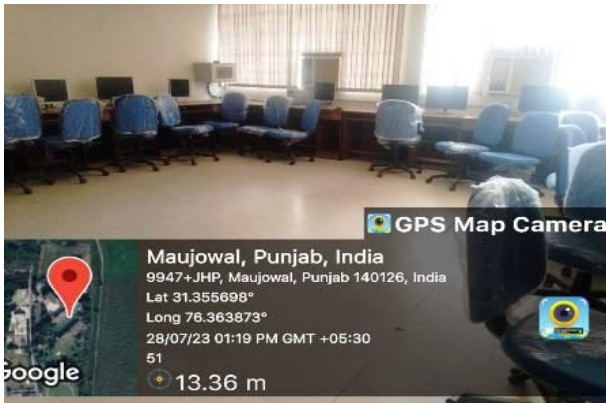 GPS Map Camera
Maujowal, Punjab, India
9947+JHP, Maujowal, Punjab 140126, India
Lat 31.355698°
Long 76.363873°
28/07/23 01:19 PM GMT +05:30
51
13.36 m
Google